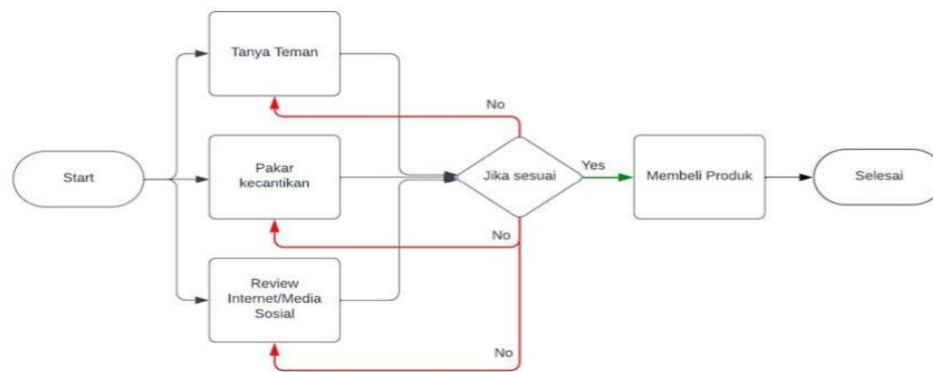 Tanya Teman
No
Start
Pakar
kecantikan
Jika sesuai
Yes
Membeli Produk
Selesai
No
Review
Internet/Media
Sosial
No